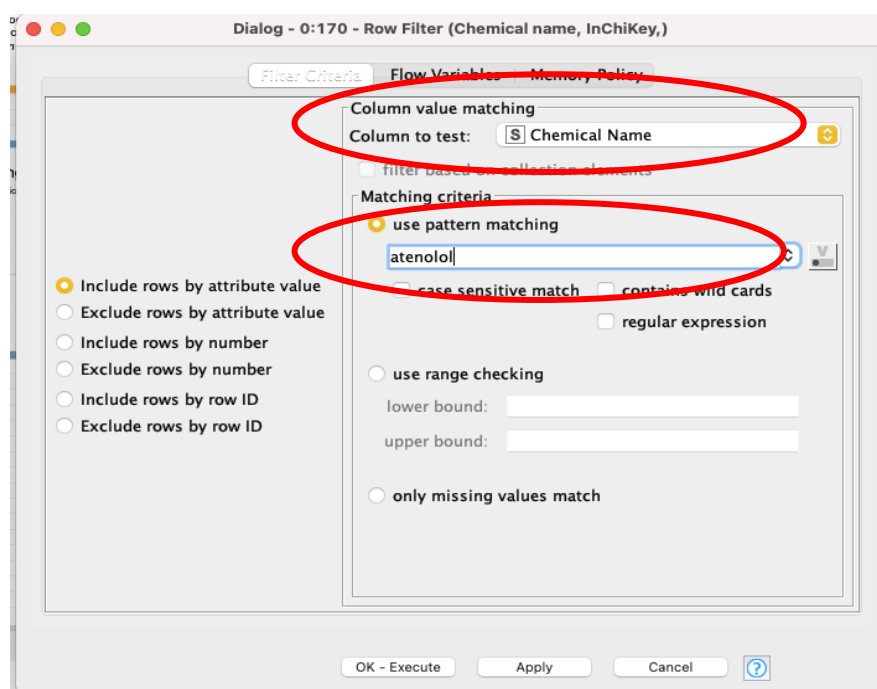 Dialog - 0:170 - Row Filter (Chemical name, InChiKey,)
Filter Criteria Flow Variables Memory Policy
Column value matching
Column to test: S Chemical Name
filter based on collection elements
Matching criteria
use pattern matching
atenolol
V
case sensitive match contains wild cards
regular expression
Include rows by attribute value
Exclude rows by attribute value
Include rows by number
Exclude rows by number
Include rows by row ID
Exclude rows by row ID
use range checking
lower bound:
upper bound:
only missing values match
OK - Execute Apply Cancel ?